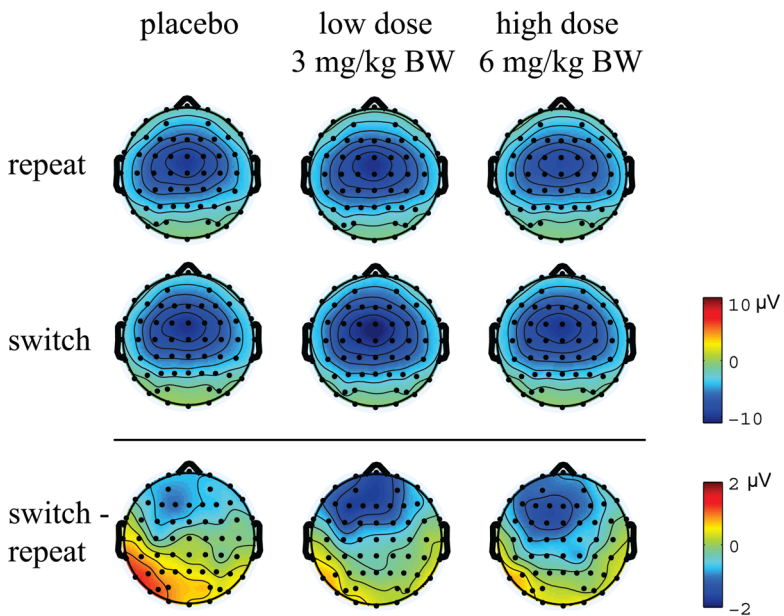 placebo
low dose
3 mg/kg BW
high dose
6 mg/kg BW
repeat
switch
10 µV
0
−10
switch -
repeat
2 µV
0
−2